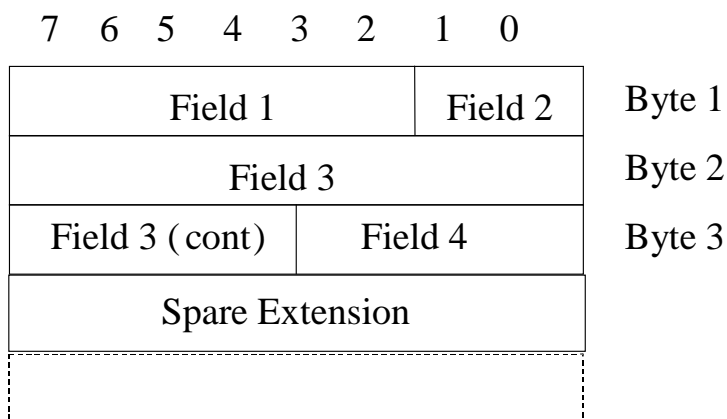 7 6 5 4 3 2 1 0
Field 1 Field 2 Byte 1
Field 3 Byte 2
Field 3 (cont) Field 4 Byte 3
Spare Extension